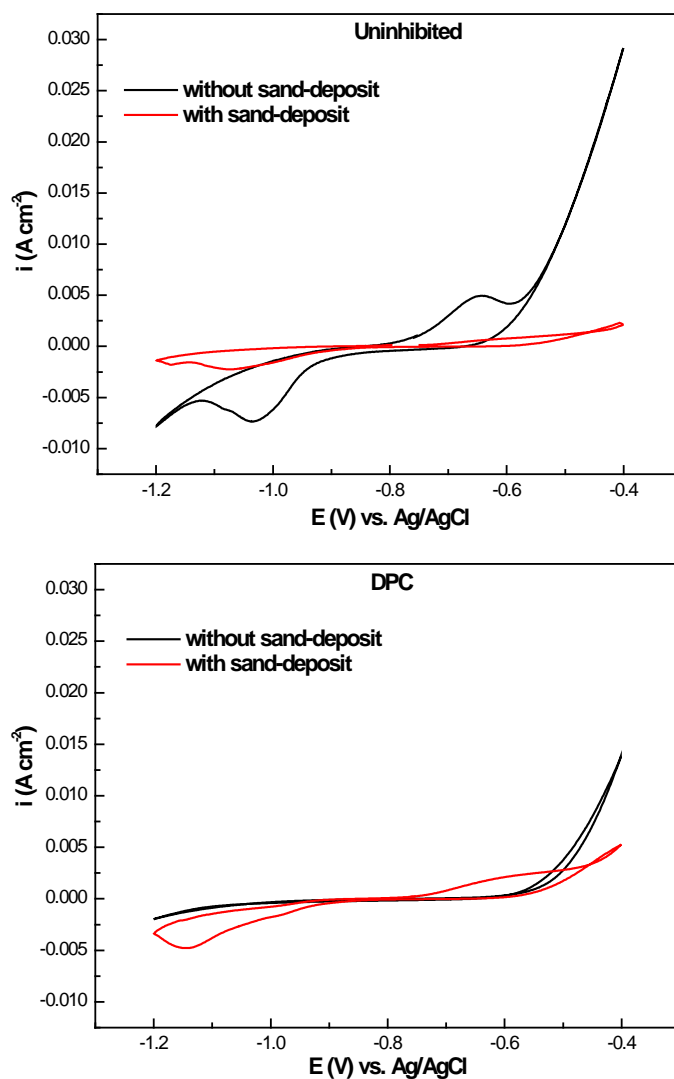 Uninhibited
without sand-deposit
with sand-deposit
0.030
0.025
0.020
0.015
0.010
0.005
0.000
-0.005
-0.010
i (A cm-2)
-1.2 -1.0 -0.8 -0.6 -0.4
E (V) vs. Ag/AgCl
DPC
without sand-deposit
with sand-deposit
0.030
0.025
0.020
0.015
0.010
0.005
0.000
-0.005
-0.010
i (A cm-2)
-1.2 -1.0 -0.8 -0.6 -0.4
E (V) vs. Ag/AgCl